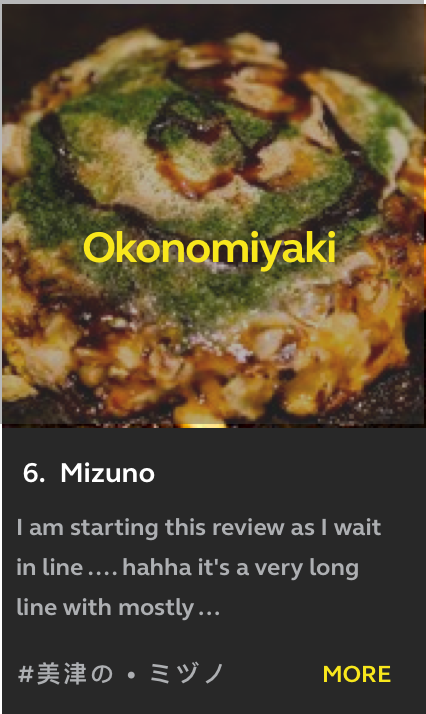 Okonomiyaki
6. Mizuno
I am starting this review as I wait
in line .... hahha it's a very long
line with mostly ...
#美津の • ミヅノ
MORE